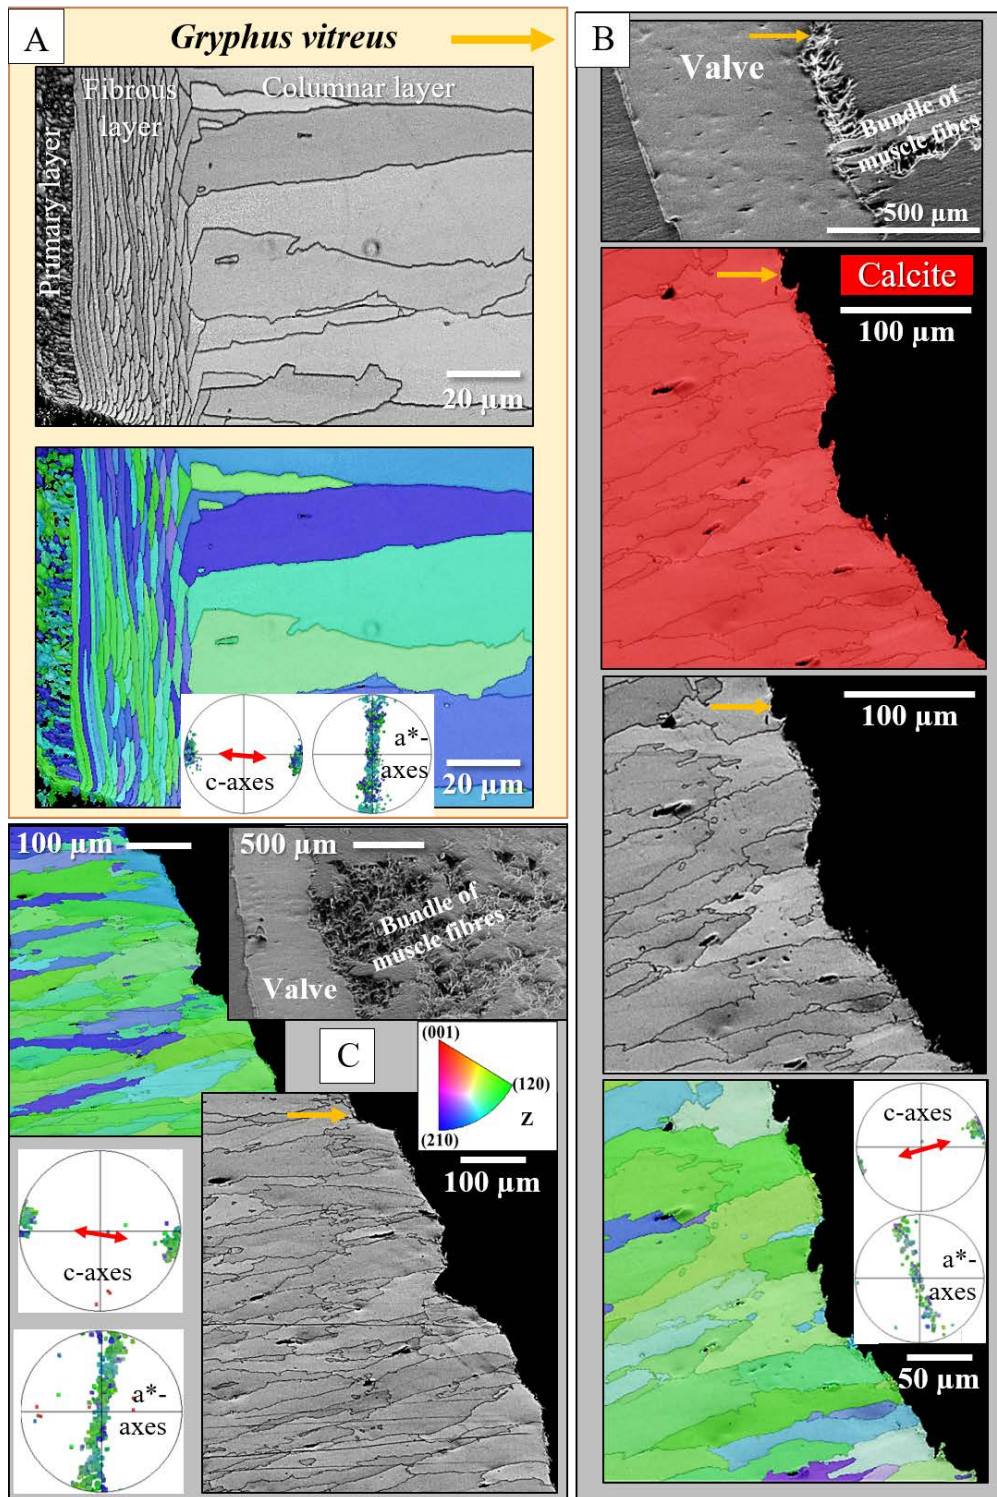 A
Gryphus vitreus
Primary layer
Fibrous
layer
Columnar layer
20 µm
c-axes
a*-
axes
20 µm
B
Valve
Bundle of
muscle fibes
500 µm
Calcite
100 µm
100 µm
c-axes
a*-
axes
50 µm
100 µm
500 µm
Bundle of
muscle fibres
Valve
C
(001)
(120)
(210)
Z
100 µm
c-axes
a*-
axes